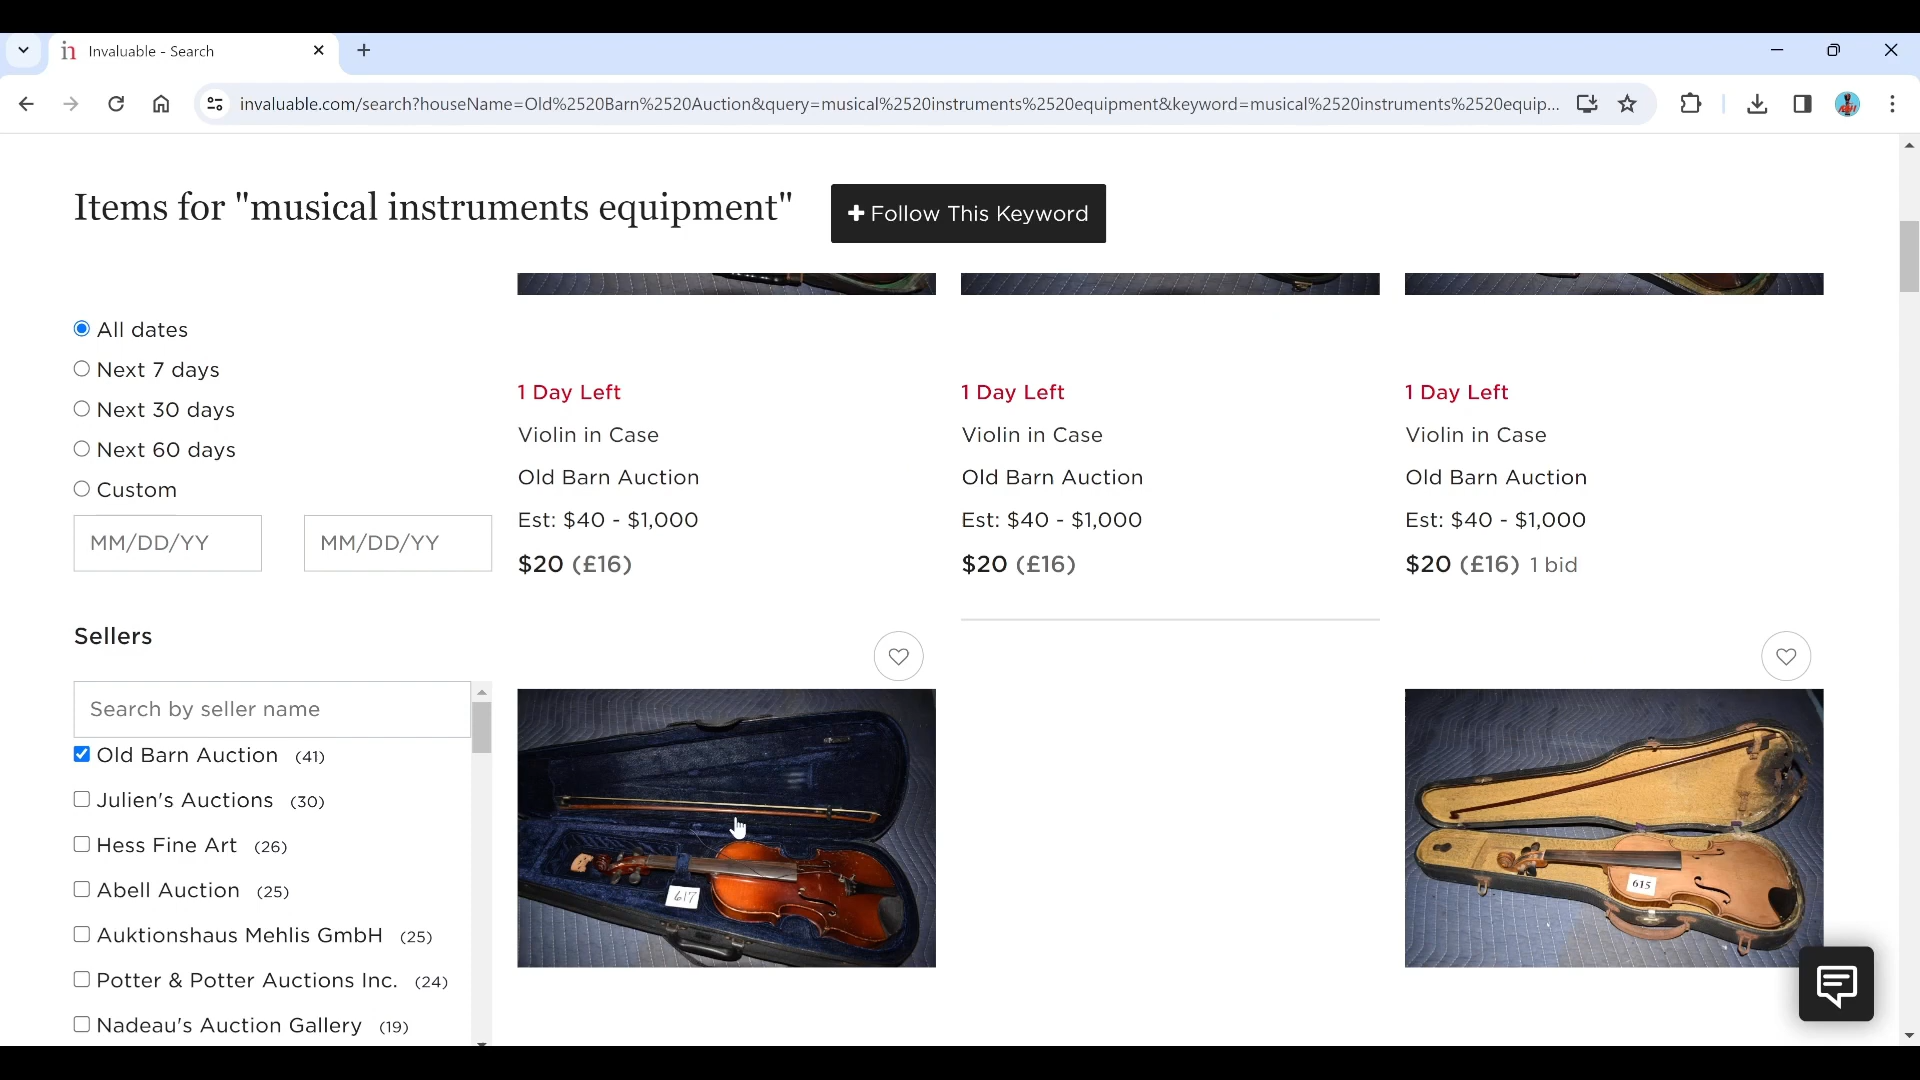 Invaluable - Search
invaluable.com/search?houseName=Old%2520Barn%2520Auction&query=musical%2520instruments%2520equipment&keyword=musical%2520instruments%2520equip...
Items for "musical instruments equipment"
+ Follow This Keyword
All dates
Next 7 days
Next 30 days
Next 60 days
Custom
MM/DD/YY MM/DD/YY
Sellers
Search by seller name
Old Barn Auction (41)
Julien's Auctions (30)
Hess Fine Art (26)
Abell Auction (25)
Auktionshaus Mehlis GmbH (25)
Potter & Potter Auctions Inc. (24)
Nadeau's Auction Gallery (19)
1 Day Left
Violin in Case
Old Barn Auction
Est: $40 - $1,000
$20 (£16)
1 Day Left
Violin in Case
Old Barn Auction
Est: $40 - $1,000
$20 (£16)
1 Day Left
Violin in Case
Old Barn Auction
Est: $40 - $1,000
$20 (£16) 1 bid
617
615